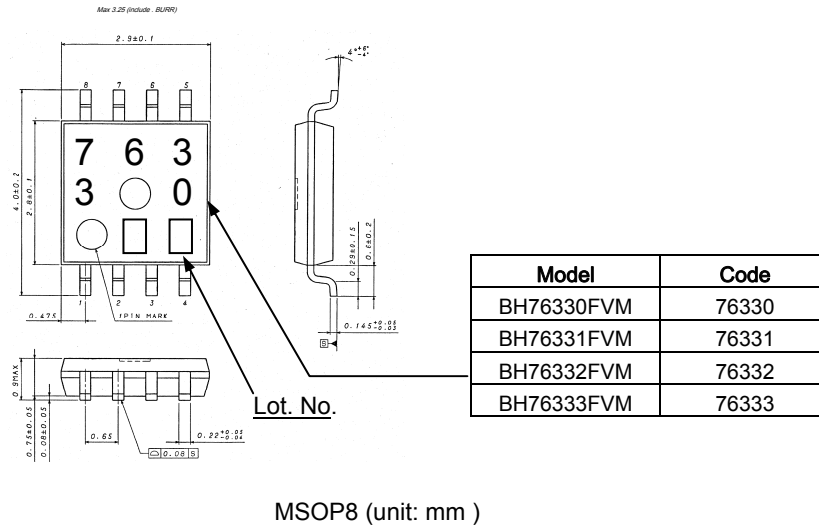 Max 3.25 (include . BURR)
2.9±0.1
4°+6°-4°
8 7 6 5
4.0±0.2
2.8±0.1
7 6 3
3 0
0.29±0.15
0.6±0.2
1 2 3 4
0.475
1PIN MARK
0.145+0.05-0.03
S
Model Code
BH76330FVM 76330
BH76331FVM 76331
BH76332FVM 76332
BH76333FVM 76333
0.9MAX
0.75±0.05
0.08±0.05
Lot. No.
0.65
0.22+0.05-0.04
0.08 S
MSOP8 (unit: mm )